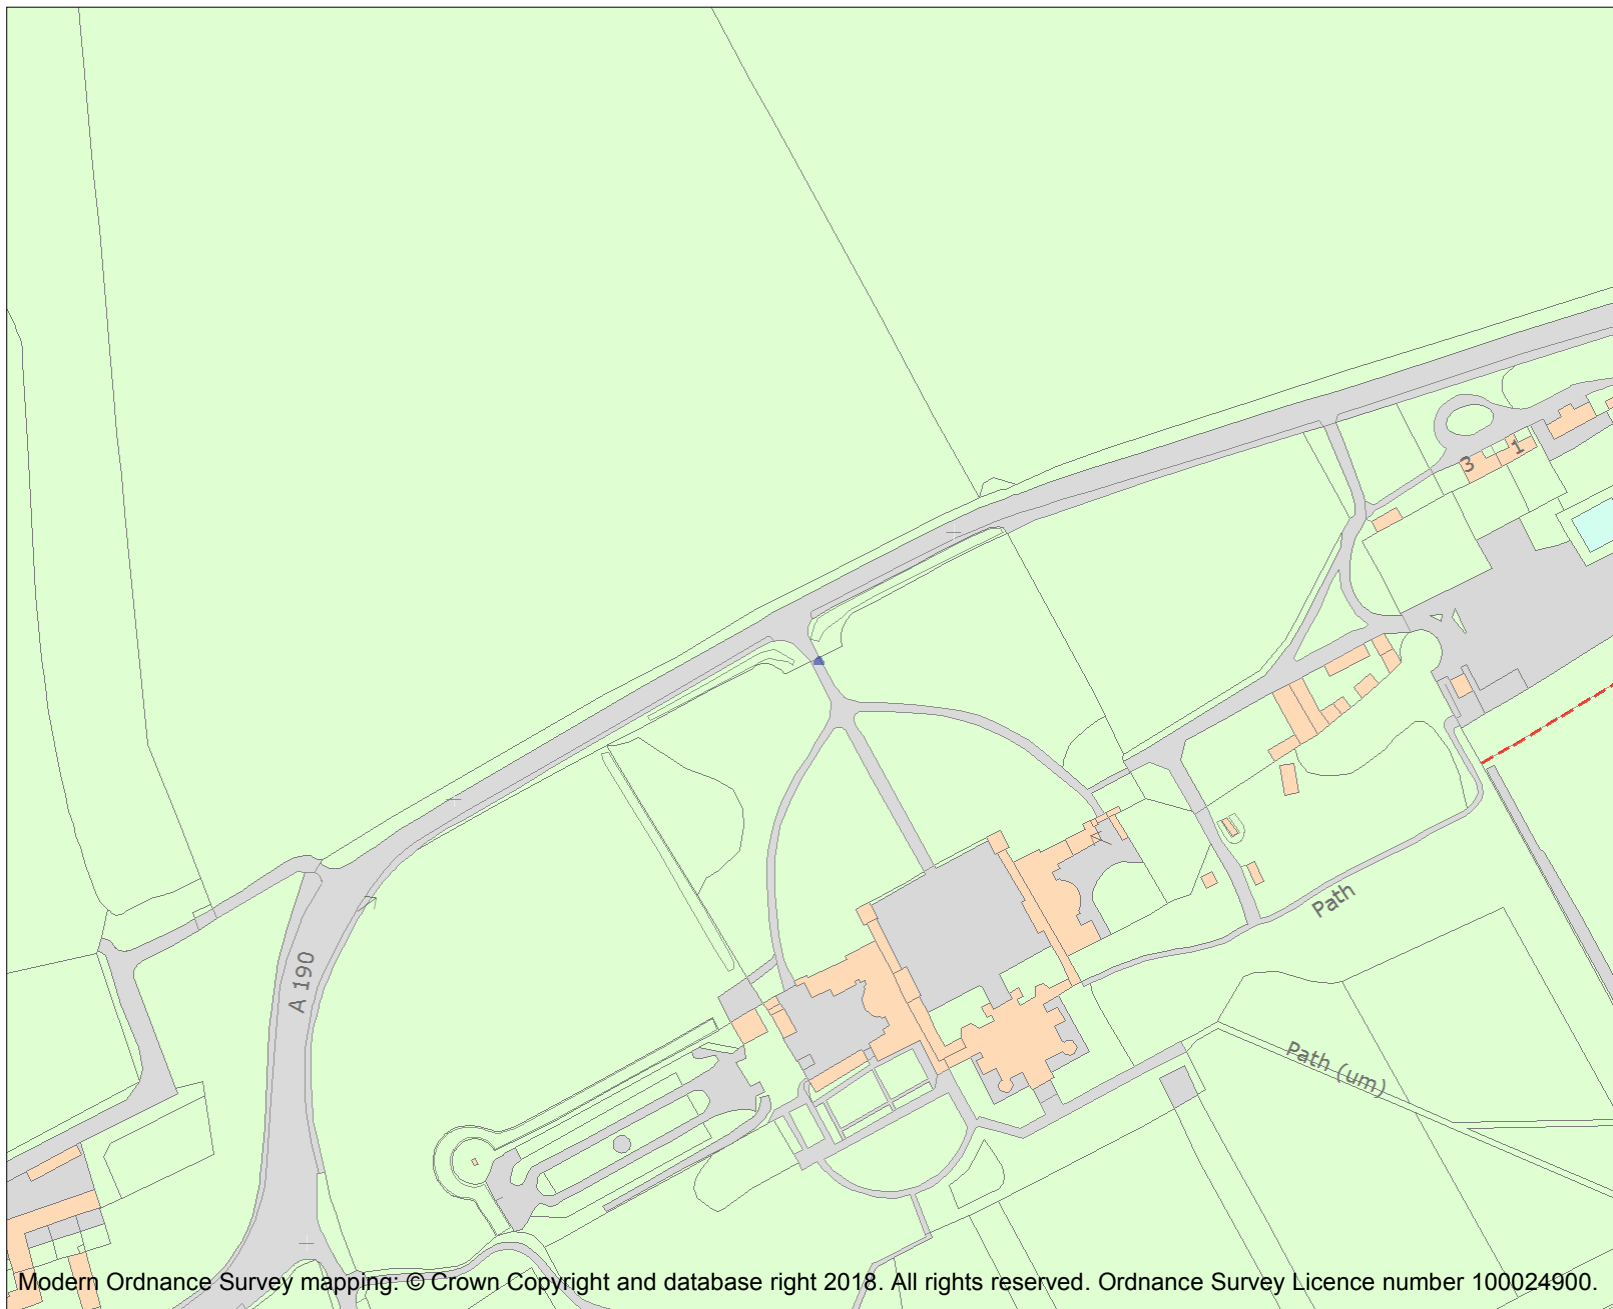 3
1
Path
A 190
Path (um)
Modern Ordnance Survey mapping: © Crown Copyright and database right 2018. All rights reserved. Ordnance Survey Licence number 100024900.